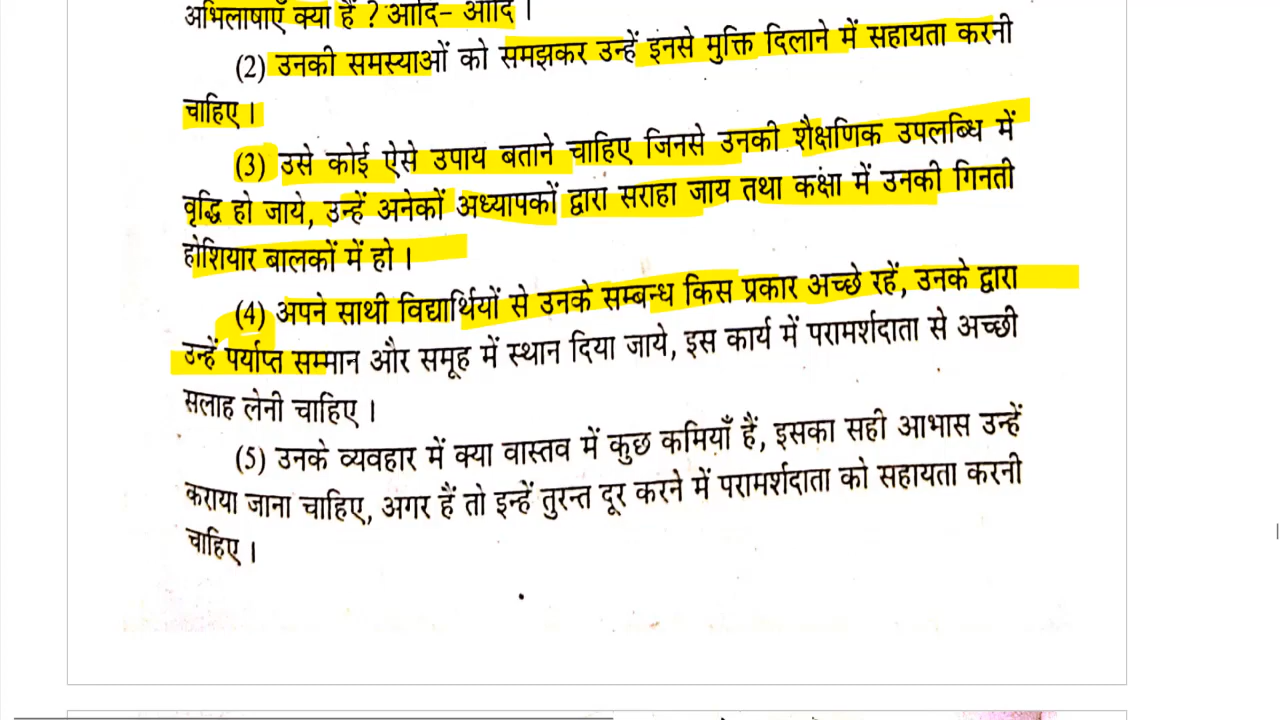 अभिलाषाएँ क्या हैं ? आदि- आदि ।
(2) उनकी समस्याओं को समझकर उन्हें इनसे मुक्ति दिलाने में सहायता करनी
चाहिए ।
(3) उसे कोई ऐसे उपाय बताने चाहिए जिनसे उनकी शैक्षणिक उपलब्धि में
वृद्धि हो जाये, उन्हें अनेकों अध्यापकों द्वारा सराहा जाय तथा कक्षा में उनकी गिनती
होशियार बालकों में हो ।
(4) अपने साथी विद्यार्थियों से उनके सम्बन्ध किस प्रकार अच्छे रहें, उनके द्वारा
उन्हें पर्याप्त सम्मान और समूह में स्थान दिया जाये, इस कार्य में परामर्शदाता से अच्छी
सलाह लेनी चाहिए ।
(5) उनके व्यवहार में क्या वास्तव में कुछ कमियाँ हैं, इसका सही आभास उन्हें
कराया जाना चाहिए, अगर हैं तो इन्हें तुरन्त दूर करने में परामर्शदाता को सहायता करनी
चाहिए ।